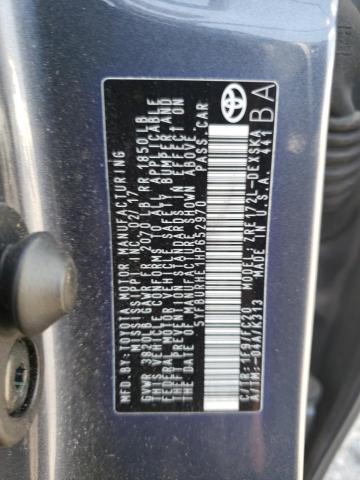 MFD.BY:TOYOTA MOTOR MANUFACTURING
MISSISSIPPI INC. 02/17
GVWR 3820LB GAWR FR 2070LB RR 1850LB
THIS VEHICLE CONFORMS TO ALL APPLICABLE
FEDERAL MOTOR VEHICLE SAFETY BUMPER AND
THEFT PREVENTION STANDARDS IN EFFECT ON
THE DATE OF MANUFACTURE SHOWN ABOVE.
5YFBURHE1HP652970 PASS.CAR
C/TR:1F9/FC20 MODEL:ZRE172L-DEXSKA
A/TM:-03A/K313 MADE IN U.S.A. 441
BA